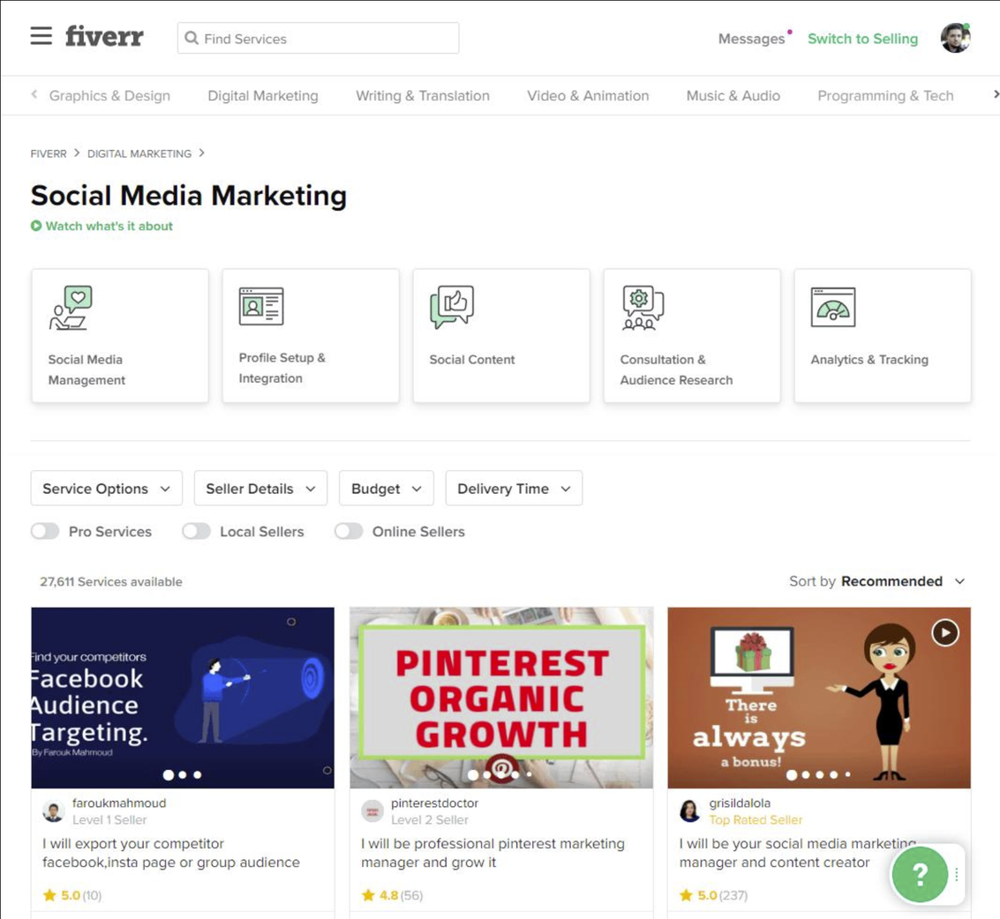 fiverr
Find Services
Messages
Switch to Selling
Graphics & Design
Digital Marketing
Writing & Translation
Video & Animation
Music & Audio
Programming & Tech
FIVERR
DIGITAL MARKETING
Social Media Marketing
Watch what's it about
Social Media
Management
Profile Setup &
Integration
Social Content
Consultation &
Audience Research
Analytics & Tracking
Service Options
Seller Details
Budget
Delivery Time
Pro Services
Local Sellers
Online Sellers
27,611 Services available
Sort by Recommended
Find your competitors
Facebook
Audience
Targeting.
By Farouk Mahmoud
faroukmahmoud
Level 1 Seller
I will export your competitor
facebook,insta page or group audience
5.0 (10)
PINTEREST
ORGANIC
GROWTH
pinterestdoctor
Level 2 Seller
I will be professional pinterest marketing
manager and grow it
4.8 (56)
There
is
always
a bonus!
grisildalola
Top Rated Seller
I will be your social media marketing
manager and content creator
5.0 (237)
?